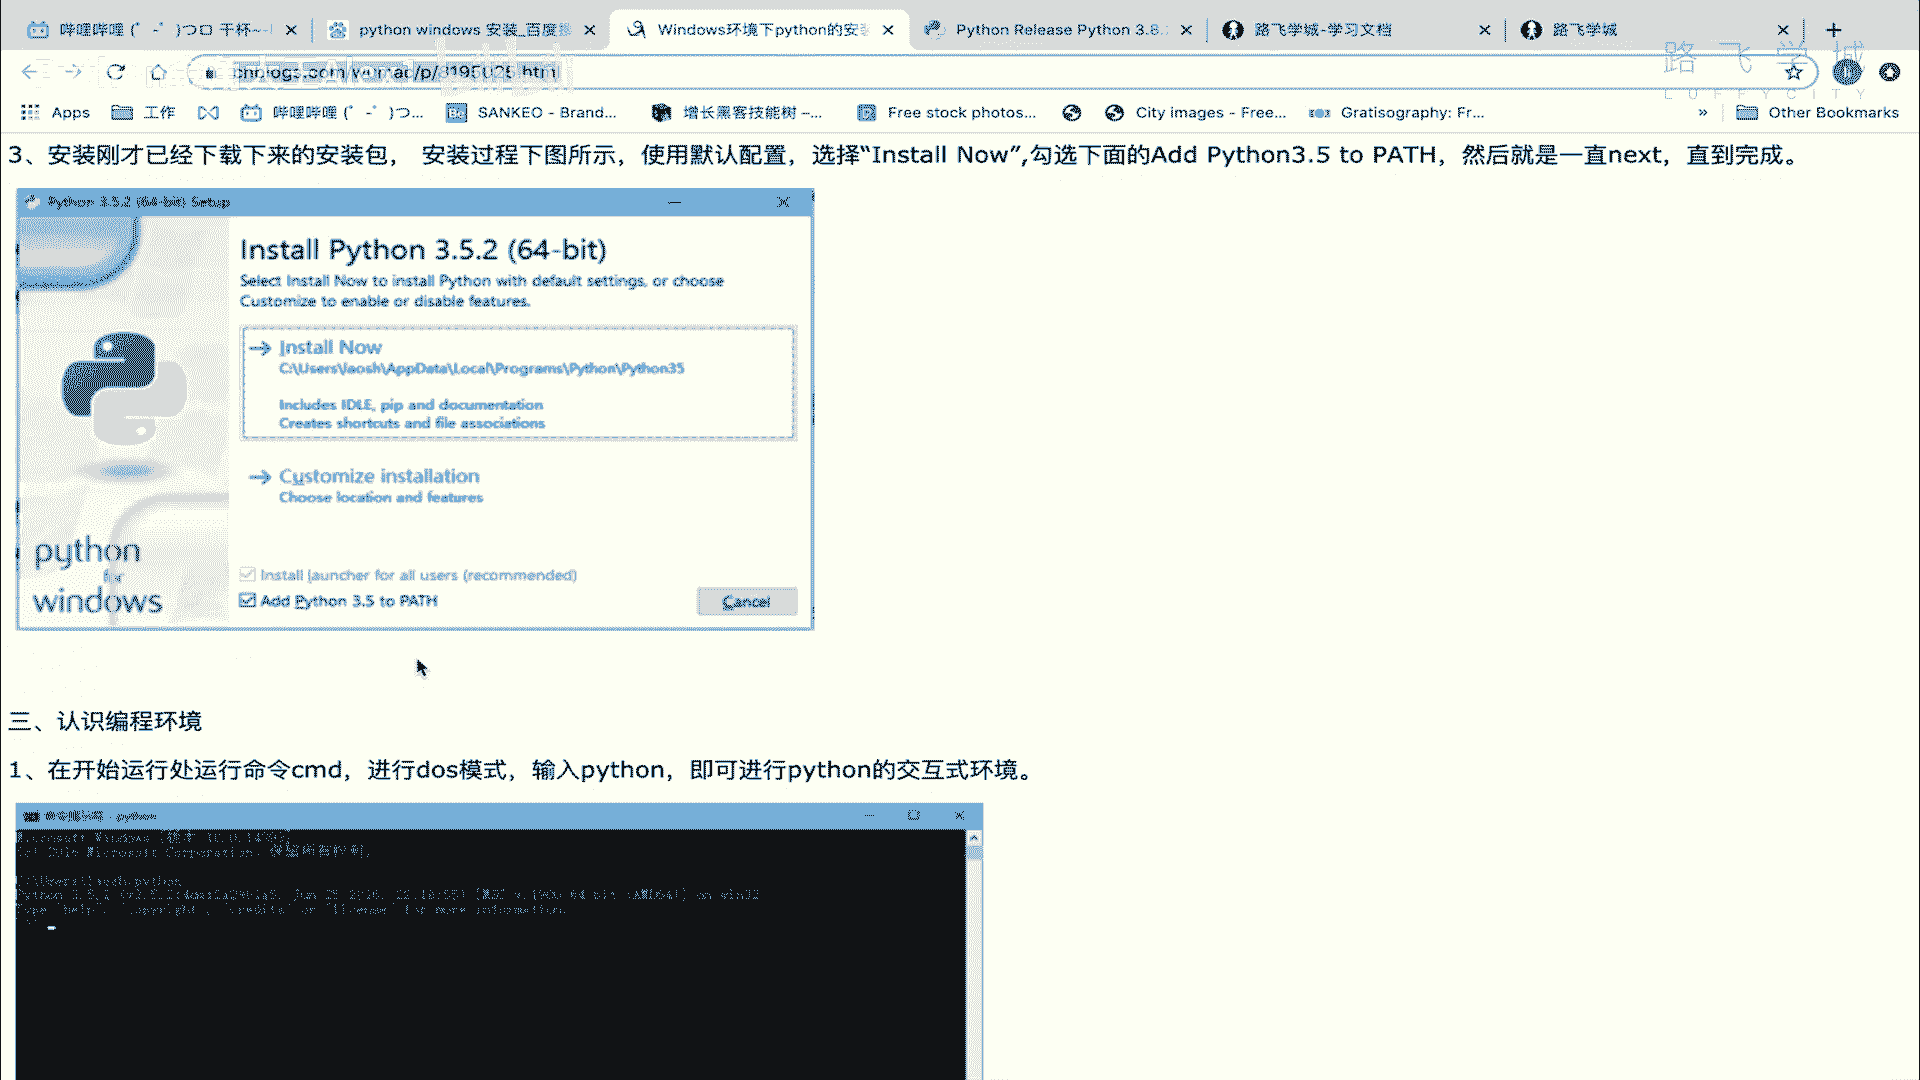 哔哩哔哩 (゜-゜)つロ 干杯~-
python windows 安装_百度搜
Windows环境下python的安装
Python Release Python 3.8.
路飞学城-学习文档
路飞学城
路飞学城
LUFFYCITY
Apps
工作
哔哩哔哩 (゜-゜)つ...
SANKEO - Brand...
增长黑客技能树 –...
Free stock photos...
City images - Free...
Gratisography: Fr...
»
Other Bookmarks
3、安装刚才已经下载下来的安装包， 安装过程下图所示，使用默认配置，选择“Install Now”,勾选下面的Add Python3.5 to PATH，然后就是一直next，直到完成。
Python 3.5.2 (64-bit) Setup
Install Python 3.5.2 (64-bit)
Select Install Now to install Python with default settings, or choose
Customize to enable or disable features.
Install Now
C:\Users\laosh\AppData\Local\Programs\Python\Python35
Includes IDLE, pip and documentation
Creates shortcuts and file associations
Customize installation
Choose location and features
python
for
windows
Install launcher for all users (recommended)
Add Python 3.5 to PATH
Cancel
三、认识编程环境
1、在开始运行处运行命令cmd，进行dos模式，输入python，即可进行python的交互式环境。
命令提示符 - python
Type "help", "copyright", "credits" or "license" for more information.